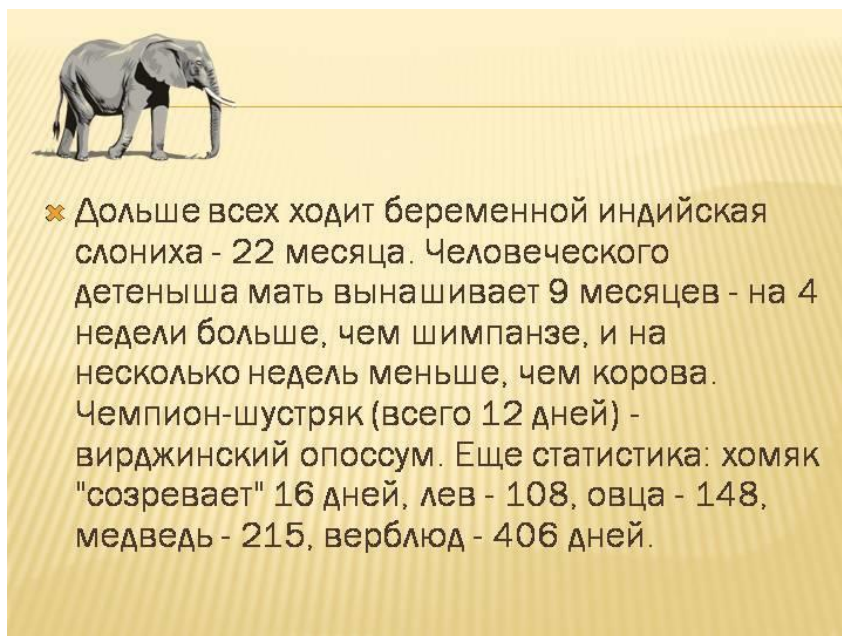 Дольше всех ходит беременной индийская
слониха - 22 месяца. Человеческого
детеныша мать вынашивает 9 месяцев - на 4
недели больше, чем шимпанзе, и на
несколько недель меньше, чем корова.
Чемпион-шустряк (всего 12 дней) -
вирджинский опоссум. Еще статистика: хомяк
"созревает" 16 дней, лев - 108, овца - 148,
медведь - 215, верблюд - 406 дней.